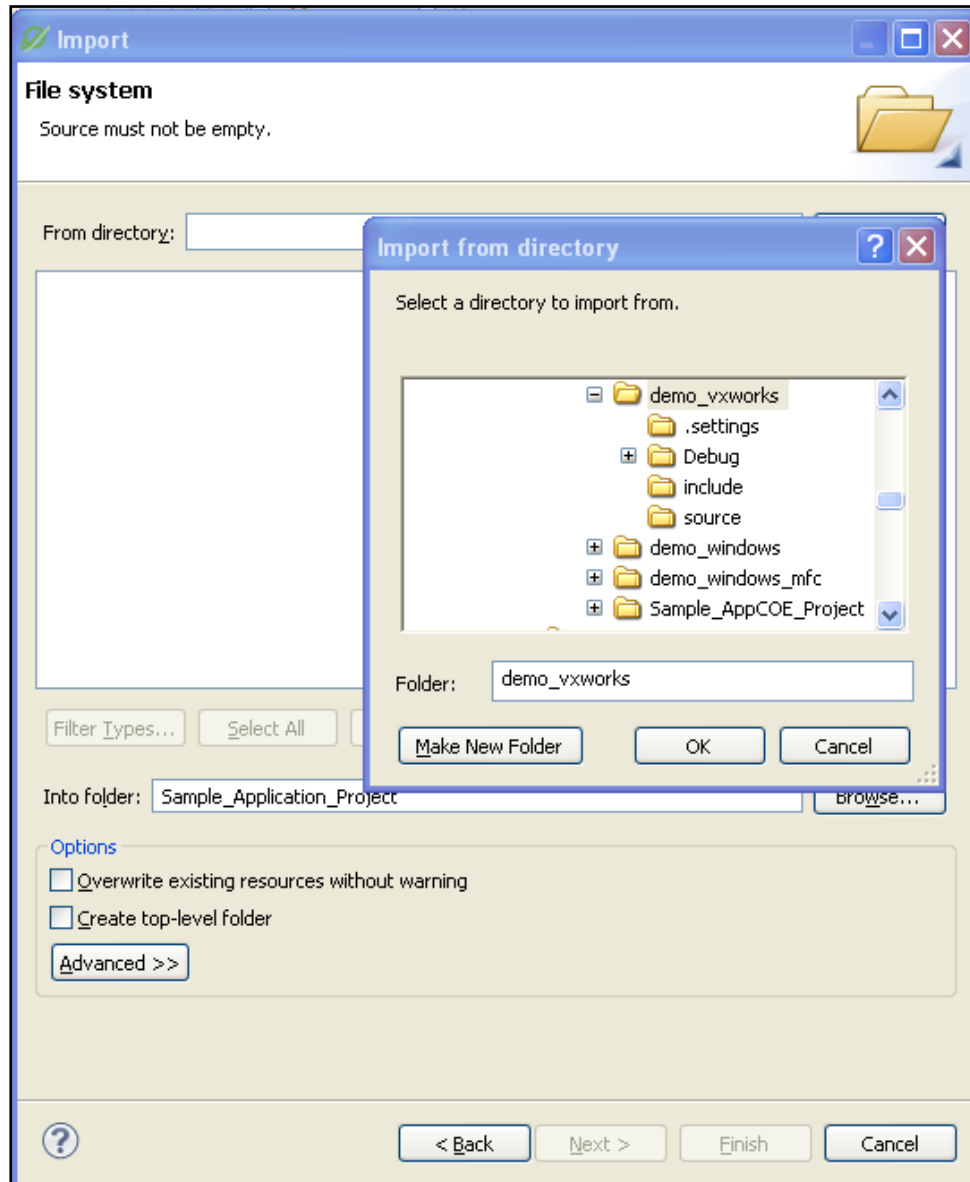 Import
File system
Source must not be empty.
From directory:
Import from directory
Select a directory to import from.
demo_vxworks
.settings
Debug
include
source
demo_windows
demo_windows_mfc
Sample_AppCOE_Project
Folder: demo_vxworks
Make New Folder OK Cancel
Filter Types... Select All
Into folder: Sample_Application_Project Browse...
Options
Overwrite existing resources without warning
Create top-level folder
Advanced >>
? < Back Next > Finish Cancel